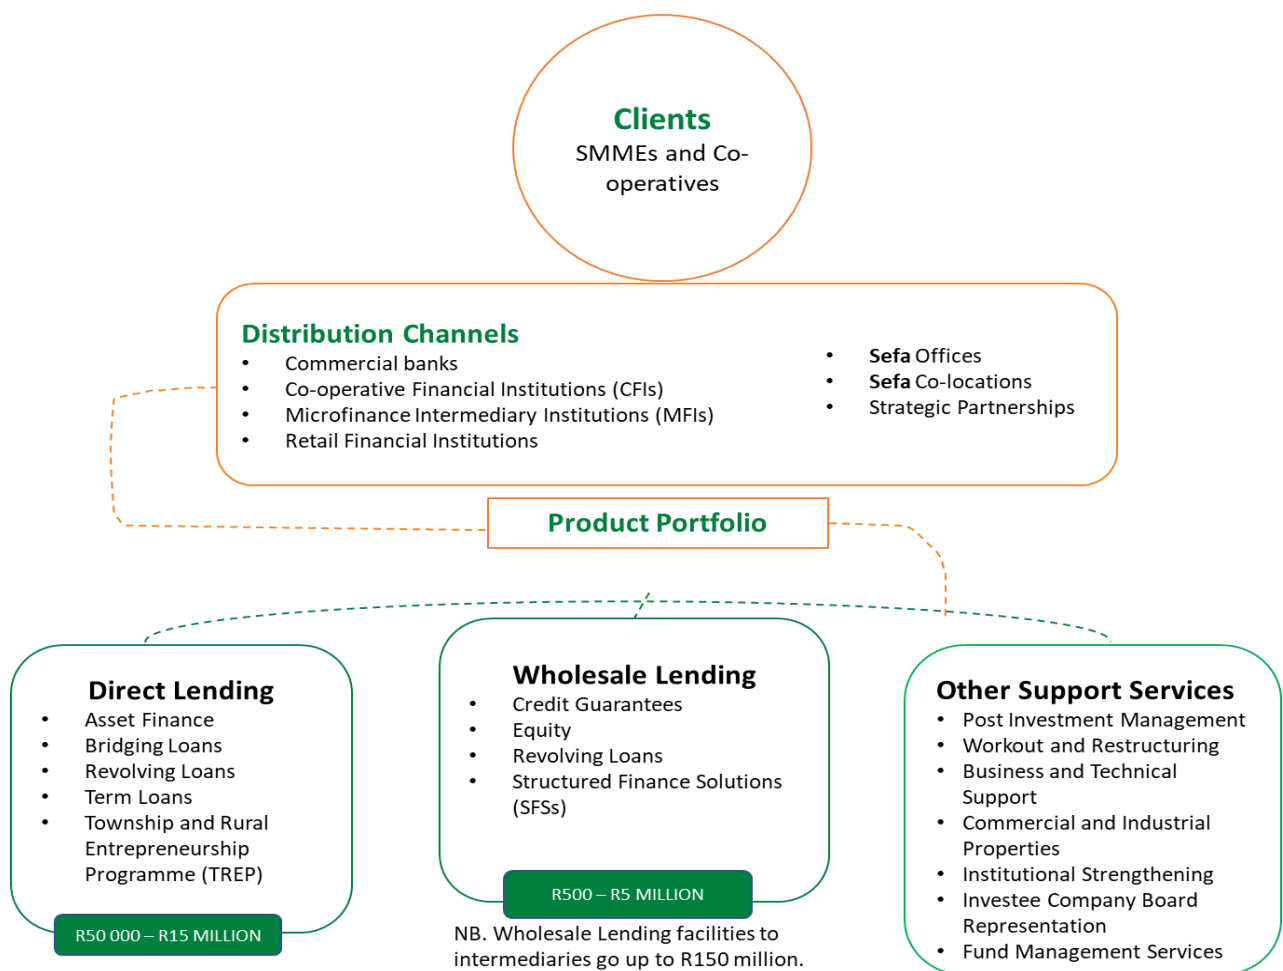 Clients
SMMEs and Co-
operatives
Distribution Channels
• Commercial banks
• Co-operative Financial Institutions (CFIs)
• Microfinance Intermediary Institutions (MFIs)
• Retail Financial Institutions
• Sefa Offices
• Sefa Co-locations
• Strategic Partnerships
Product Portfolio
Direct Lending
• Asset Finance
• Bridging Loans
• Revolving Loans
• Term Loans
• Township and Rural
Entrepreneurship
Programme (TREP)
R50 000 – R15 MILLION
Wholesale Lending
• Credit Guarantees
• Equity
• Revolving Loans
• Structured Finance Solutions
(SFSs)
R500 – R5 MILLION
NB. Wholesale Lending facilities to
intermediaries go up to R150 million.
Other Support Services
• Post Investment Management
• Workout and Restructuring
• Business and Technical
Support
• Commercial and Industrial
Properties
• Institutional Strengthening
• Investee Company Board
Representation
• Fund Management Services